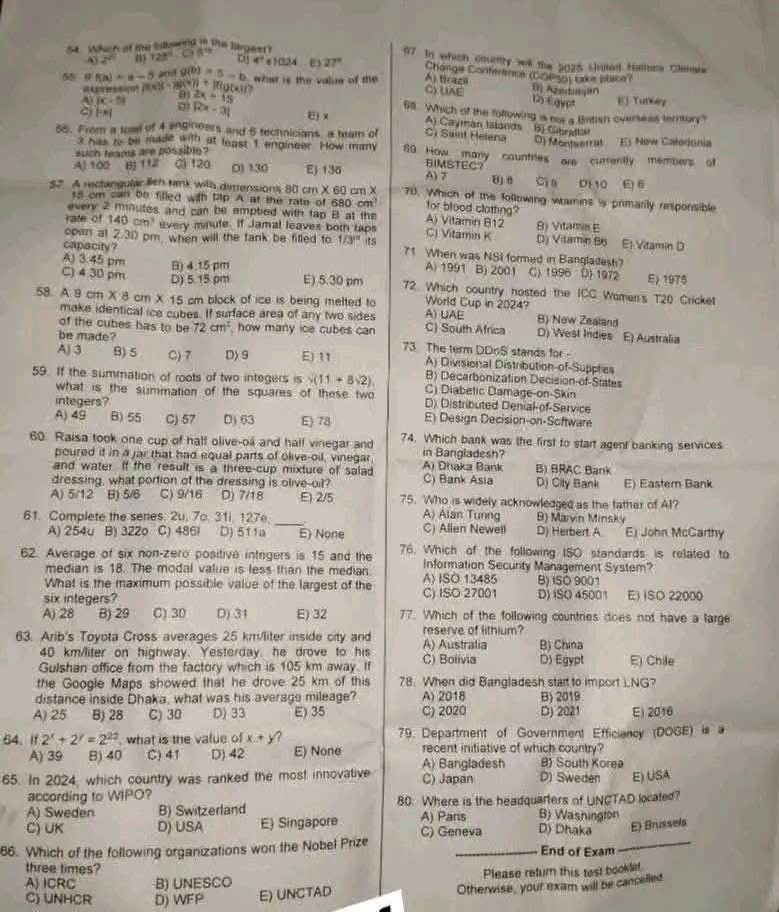 54. Which of the following is the largest?
D) 4⁴ x1024 E) 27⁹
what is the value of the
B) 2x + 15
D) |2x - 3|
E) x
56. From a total of 4 engineers and 6 technicians, a team of
3 has to be made with at least 1 engineer. How many
such teams are possible?
A) 100 B) 112 C) 120 D) 130 E) 136
57. A rectangular fish tank with dimensions 80 cm X 60 cm X
15 cm can be filled with tap A at the rate of 680 cm³
every 2 minutes and can be emptied with tap B at the
rate of 140 cm³ every minute. If Jamal leaves both taps
open at 2.30 pm, when will the tank be filled to 1/3ʳᵈ its
capacity?
A) 3.45 pm B) 4.15 pm
C) 4.30 pm D) 5.15 pm E) 5.30 pm
58. A 9 cm X 8 cm X 15 cm block of ice is being melted to
make identical ice cubes. If surface area of any two sides
of the cubes has to be 72 cm², how many ice cubes can
be made?
A) 3 B) 5 C) 7 D) 9 E) 11
59. If the summation of roots of two integers is √(11 + 8√2),
what is the summation of the squares of these two
integers?
A) 49 B) 55 C) 57 D) 63 E) 78
60. Raisa took one cup of half olive-oil and half vinegar and
poured it in a jar that had equal parts of olive-oil, vinegar,
and water. If the result is a three-cup mixture of salad
dressing, what portion of the dressing is olive-oil?
A) 5/12 B) 5/6 C) 9/16 D) 7/18 E) 2/5
61. Complete the series: 2u, 7o, 31i, 127e, ____.
A) 254u B) 322o C) 486i D) 511a E) None
62. Average of six non-zero positive integers is 15 and the
median is 18. The modal value is less than the median.
What is the maximum possible value of the largest of the
six integers?
A) 28 B) 29 C) 30 D) 31 E) 32
63. Arib's Toyota Cross averages 25 km/liter inside city and
40 km/liter on highway. Yesterday, he drove to his
Gulshan office from the factory which is 105 km away. If
the Google Maps showed that he drove 25 km of this
distance inside Dhaka, what was his average mileage?
A) 25 B) 28 C) 30 D) 33 E) 35
64. If 2ˣ + 2ʸ = 2²², what is the value of x + y?
A) 39 B) 40 C) 41 D) 42 E) None
65. In 2024, which country was ranked the most innovative
according to WIPO?
A) Sweden B) Switzerland
C) UK D) USA E) Singapore
66. Which of the following organizations won the Nobel Prize
three times?
A) ICRC B) UNESCO
C) UNHCR D) WFP E) UNCTAD
67. In which country will the 2025 United Nations Climate
Change Conference (COP30) take place?
A) Brazil B) Azerbaijan
C) UAE D) Egypt E) Turkey
68. Which of the following is not a British overseas territory?
A) Cayman Islands B) Gibraltar
C) Saint Helena D) Montserrat E) New Caledonia
69. How many countries are currently members of
BIMSTEC?
A) 7 B) 8 C) 9 D) 10 E) 6
70. Which of the following vitamins is primarily responsible
for blood clotting?
A) Vitamin B12 B) Vitamin E
C) Vitamin K D) Vitamin B6 E) Vitamin D
71. When was NSI formed in Bangladesh?
A) 1991 B) 2001 C) 1996 D) 1972 E) 1975
72. Which country hosted the ICC Women's T20 Cricket
World Cup in 2024?
A) UAE B) New Zealand
C) South Africa D) West Indies E) Australia
73. The term DDoS stands for -
A) Divisional Distribution-of-Supplies
B) Decarbonization Decision-of-States
C) Diabetic Damage-on-Skin
D) Distributed Denial-of-Service
E) Design Decision-on-Software
74. Which bank was the first to start agent banking services
in Bangladesh?
A) Dhaka Bank B) BRAC Bank
C) Bank Asia D) City Bank E) Eastern Bank
75. Who is widely acknowledged as the father of AI?
A) Alan Turing B) Marvin Minsky
C) Allen Newell D) Herbert A. E) John McCarthy
76. Which of the following ISO standards is related to
Information Security Management System?
A) ISO 13485 B) ISO 9001
C) ISO 27001 D) ISO 45001 E) ISO 22000
77. Which of the following countries does not have a large
reserve of lithium?
A) Australia B) China
C) Bolivia D) Egypt E) Chile
78. When did Bangladesh start to import LNG?
A) 2018 B) 2019
C) 2020 D) 2021 E) 2016
79. Department of Government Efficiency (DOGE) is a
recent initiative of which country?
A) Bangladesh B) South Korea
C) Japan D) Sweden E) USA
80. Where is the headquarters of UNCTAD located?
A) Paris B) Washington
C) Geneva D) Dhaka E) Brussels
End of Exam
Please return this test booklet.
Otherwise, your exam will be cancelled.